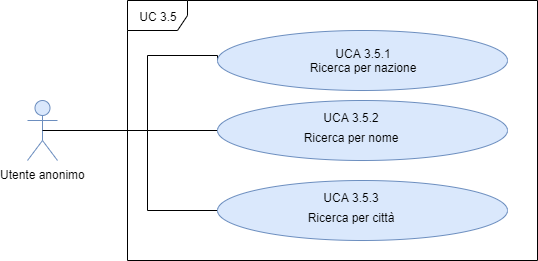 UC 3.5
UCA 3.5.1
Ricerca per nazione
UCA 3.5.2
Ricerca per nome
Utente anonimo
UCA 3.5.3
Ricerca per città